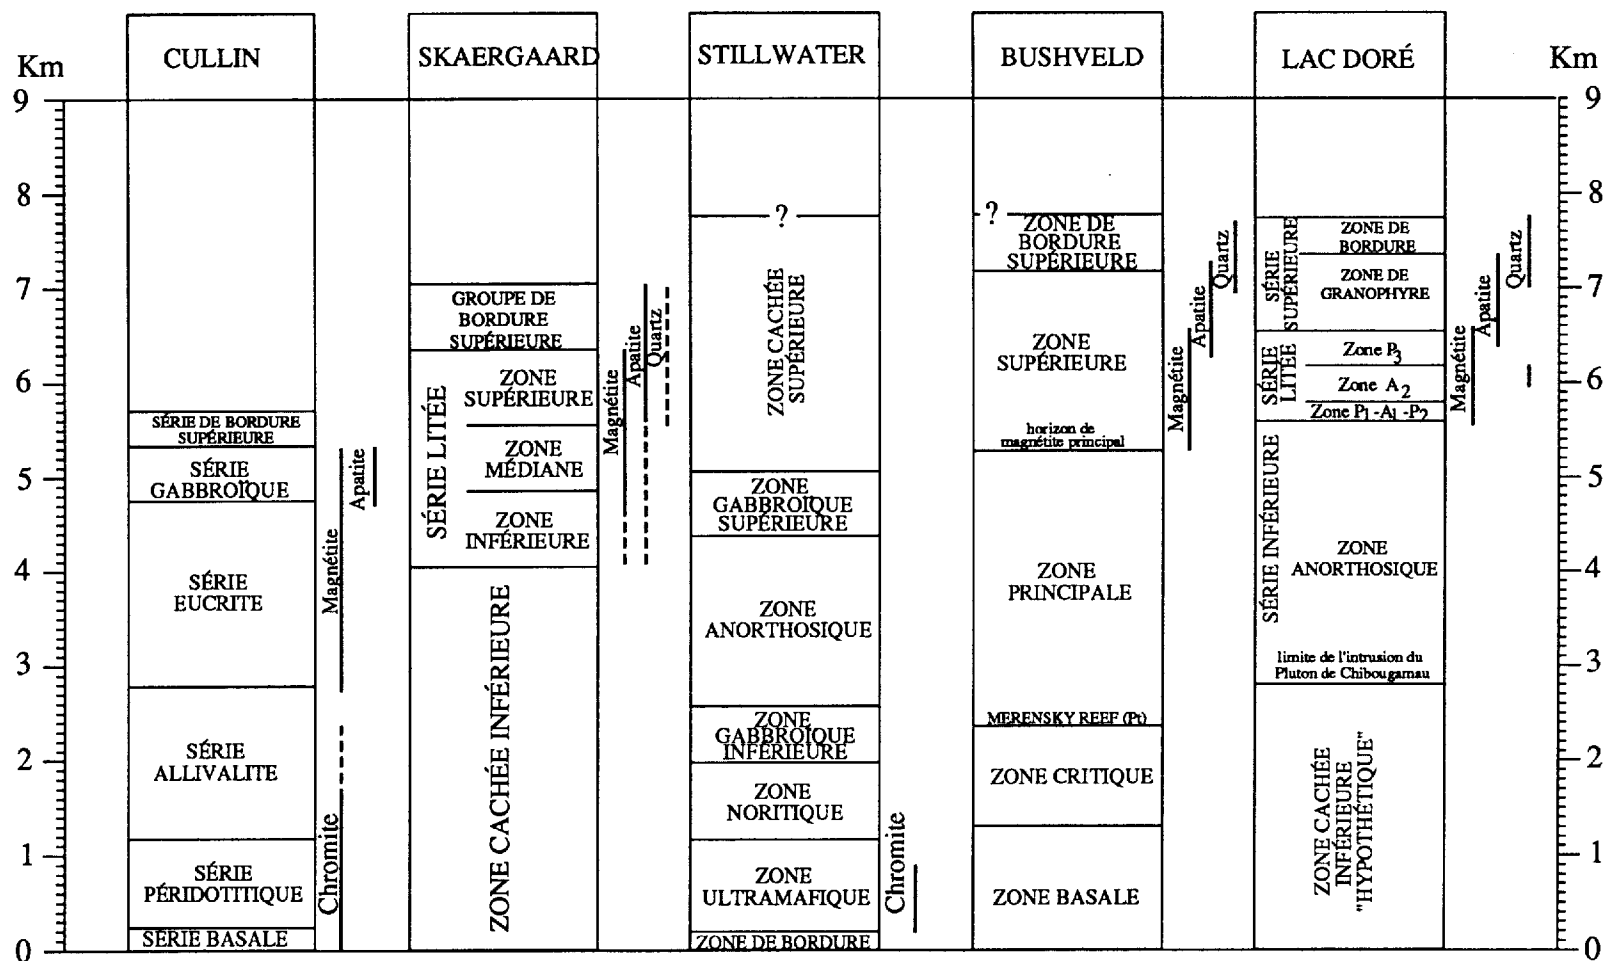 Km
CULLIN
SKAERGAARD
STILLWATER
BUSHVELD
LAC DORÉ
Km
9
8
7
6
5
4
3
2
1
0
SÉRIE DE BORDURE
SUPÉRIEURE
SÉRIE
GABBROÏQUE
SÉRIE
EUCRITE
SÉRIE
ALLIVALITE
SÉRIE
PÉRIDOTITIQUE
SÉRIE BASALE
Apatite
Magnétite
Chromite
GROUPE DE
BORDURE
SUPÉRIEURE
SÉRIE LITÉE
ZONE
SUPÉRIEURE
ZONE
MÉDIANE
ZONE
INFÉRIEURE
ZONE CACHÉE INFÉRIEURE
Magnétite
Apatite
Quartz
?
ZONE CACHÉE
SUPÉRIEURE
ZONE
GABBROÏQUE
SUPÉRIEURE
ZONE
ANORTHOSIQUE
ZONE
GABBROÏQUE
INFÉRIEURE
ZONE
NORITIQUE
ZONE
ULTRAMAFIQUE
ZONE DE BORDURE
Chromite
?
ZONE DE
BORDURE
SUPÉRIEURE
ZONE
SUPÉRIEURE
horizon de
magnétite principal
ZONE
PRINCIPALE
MERENSKY REEF (Pt)
ZONE CRITIQUE
ZONE BASALE
Magnétite
Apatite
Quartz
SÉRIE
SUPÉRIEURE
ZONE DE
BORDURE
ZONE DE
GRANOPHYRE
SÉRIE
LITÉE
Zone P3
Zone A2
Zone P1-A1-P2
SÉRIE INFÉRIEURE
ZONE
ANORTHOSIQUE
limite de l'intrusion du
Pluton de Chibougamau
ZONE CACHÉE
INFÉRIEURE
"HYPOTHÉTIQUE"
Magnétite
Apatite
Quartz
9
8
7
6
5
4
3
2
1
0